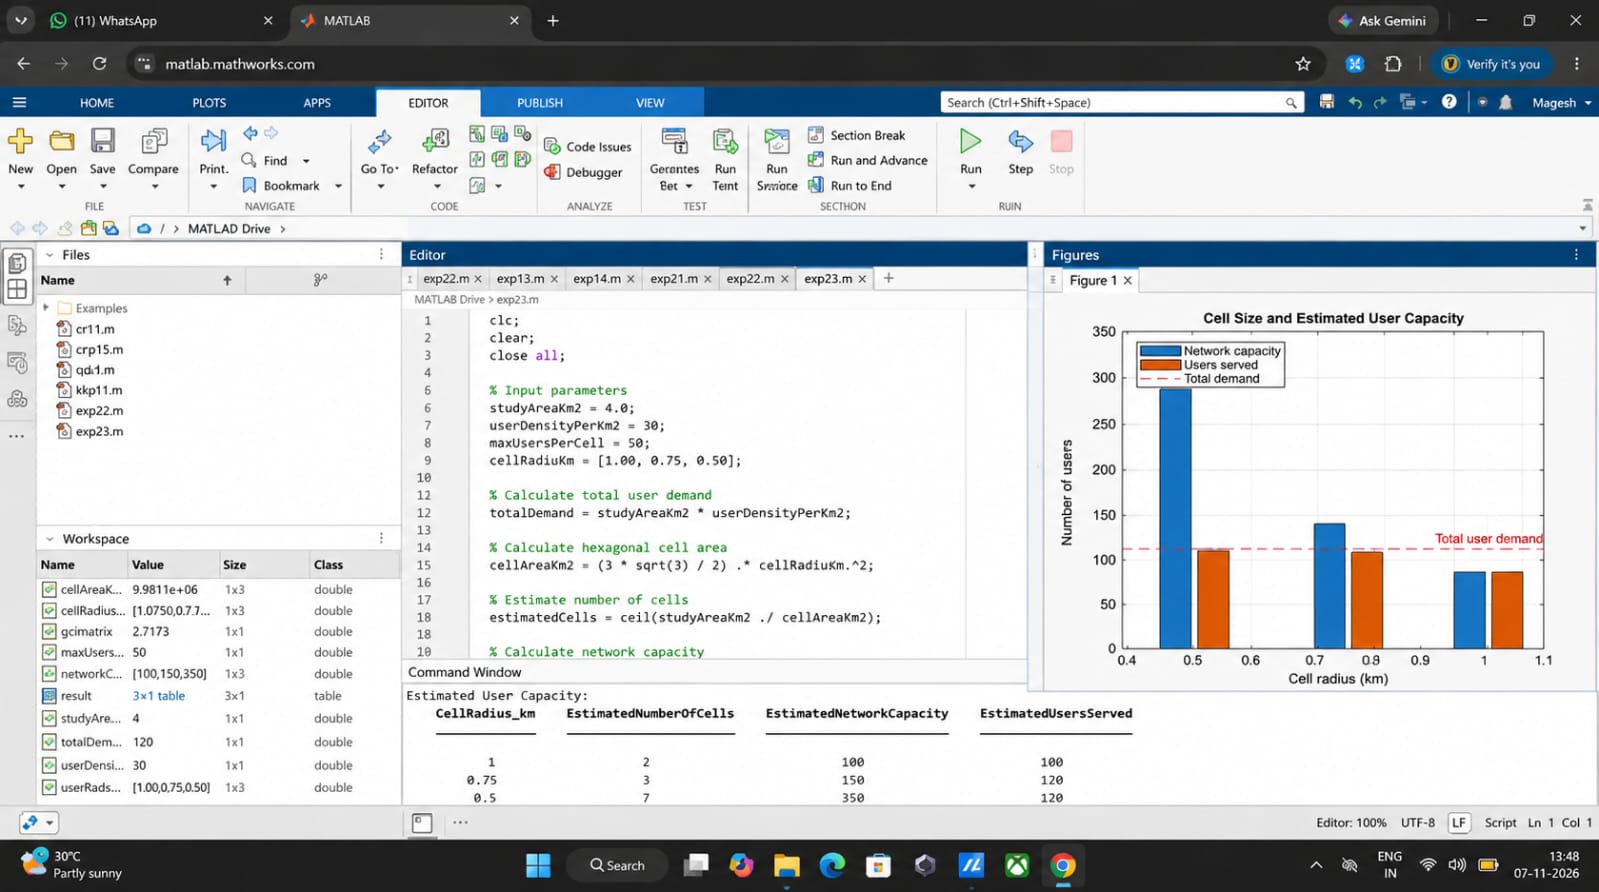 (11) WhatsApp
MATLAB
Ask Gemini
matlab.mathworks.com
Verify it's you
HOME PLOTS APPS EDITOR PUBLISH VIEW
Search (Ctrl+Shift+Space)
Magesh
New Open Save Compare
FILE
Print.
Find
Bookmark
NAVIGATE
Go To
Refactor
CODE
Code Issues
Debugger
ANALYZE
Gerantes Bet
Run Temt
TEST
Run Smwice
Section Break
Run and Advance
Run to End
SECTHON
Run Step Stop
RUIN
/ > MATLAD Drive >
Files
Name
Examples
cr11.m
crp15.m
qd.1.m
kkp11.m
exp22.m
exp23.m
Workspace
Name Value Size Class
cellAreaK... 9.9811e+06 1x3 double
cellRadius... [1.0750,0.7.7... 1x3 double
gcimatrix 2.7173 1x1 double
maxUsers... 50 1x1 double
networkC... [100,150,350] 1x3 double
result 3×1 table 3×1 table
studyAre... 4 1x1 double
totalDem... 120 1x1 double
userDensi... 30 1x1 double
userRads... [1.00,0,75,0.50] 1x3 double
Editor
exp22.m exp13.m exp14.m exp21.m exp22.m exp23.m
MATLAB Drive > exp23.m
1 clc;
2 clear;
3 close all;
4
6 % Input parameters
6 studyAreaKm2 = 4.0;
7 userDensityPerKm2 = 30;
8 maxUsersPerCell = 50;
9 cellRadiuKm = [1.00, 0.75, 0.50];
10
12 % Calculate total user demand
12 totalDemand = studyAreaKm2 * userDensityPerKm2;
13
14 % Calculate hexagonal cell area
15 cellAreaKm2 = (3 * sqrt(3) / 2) .* cellRadiuKm.^2;
16
17 % Estimate number of cells
18 estimatedCells = ceil(studyAreaKm2 ./ cellAreaKm2);
18
10 % Calculate network capacity
Command Window
Estimated User Capacity:
CellRadius_km EstimatedNumberOfCells EstimatedNetworkCapacity EstimatedUsersServed
1 2 100 100
0.75 3 150 120
0.5 7 350 120
Figures
Figure 1
Cell Size and Estimated User Capacity
Network capacity
Users served
Total demand
Total user demand
Number of users
350
300
250
200
150
100
50
0
0.4 0.5 0.6 0.7 0.8 0.9 1 1.1
Cell radius (km)
Editor: 100% UTF-8 LF Script Ln 1 Col 1
30°C
Partly sunny
Search
ENG
IN
13:48
07-11-2026